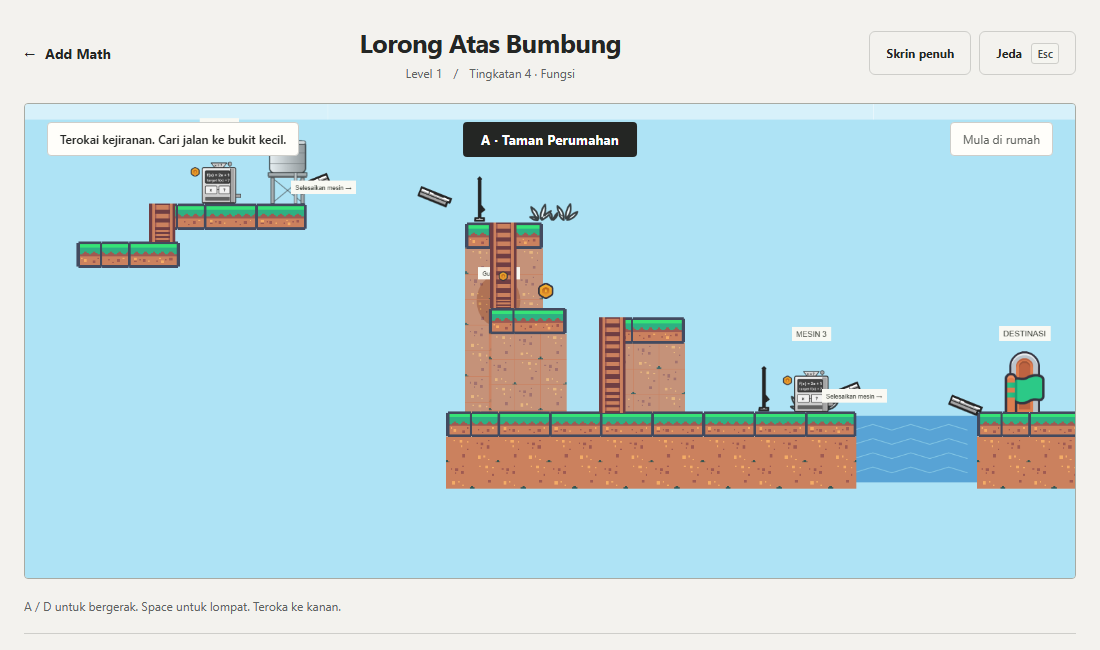 ← Add Math
Lorong Atas Bumbung
Level 1 / Tingkatan 4 · Fungsi
Skrin penuh
Jeda Esc
Terokai kejiranan. Cari jalan ke bukit kecil.
A · Taman Perumahan
Mula di rumah
Selesaikan mesin →
MESIN 3
DESTINASI
Selesaikan mesin →
A / D untuk bergerak. Space untuk lompat. Teroka ke kanan.